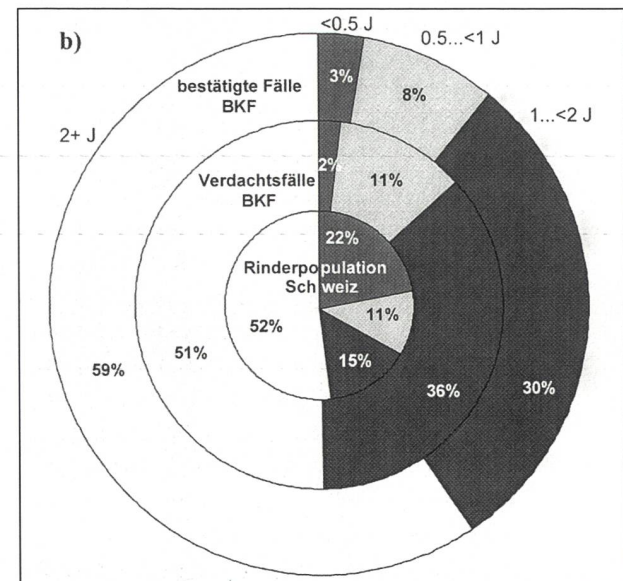 b)
<0.5 J
0.5...<1 J
3%
8%
bestätigte Fälle
BKF
1...<2 J
2+ J
2%
11%
Verdachtsfälle
BKF
22%
Rinderpopulation
Schweiz
11%
52%
15%
51%
36%
59%
30%